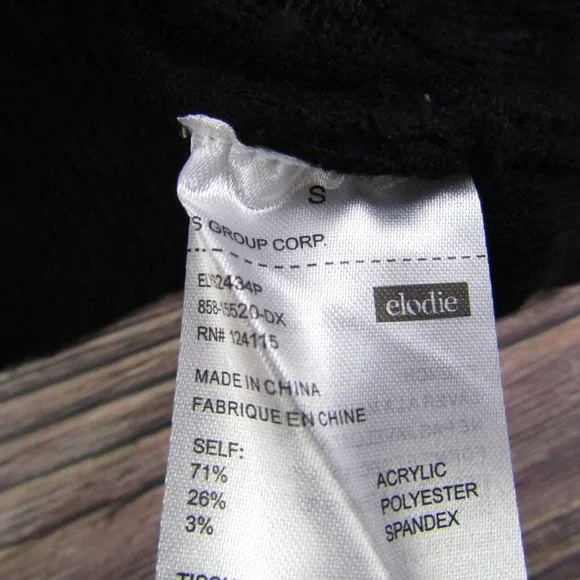 S
S GROUP CORP.
elodie
858-15520-DX
RN# 124115
MADE IN CHINA
FABRIQUE EN CHINE
SELF:
71% ACRYLIC
26% POLYESTER
3% SPANDEX